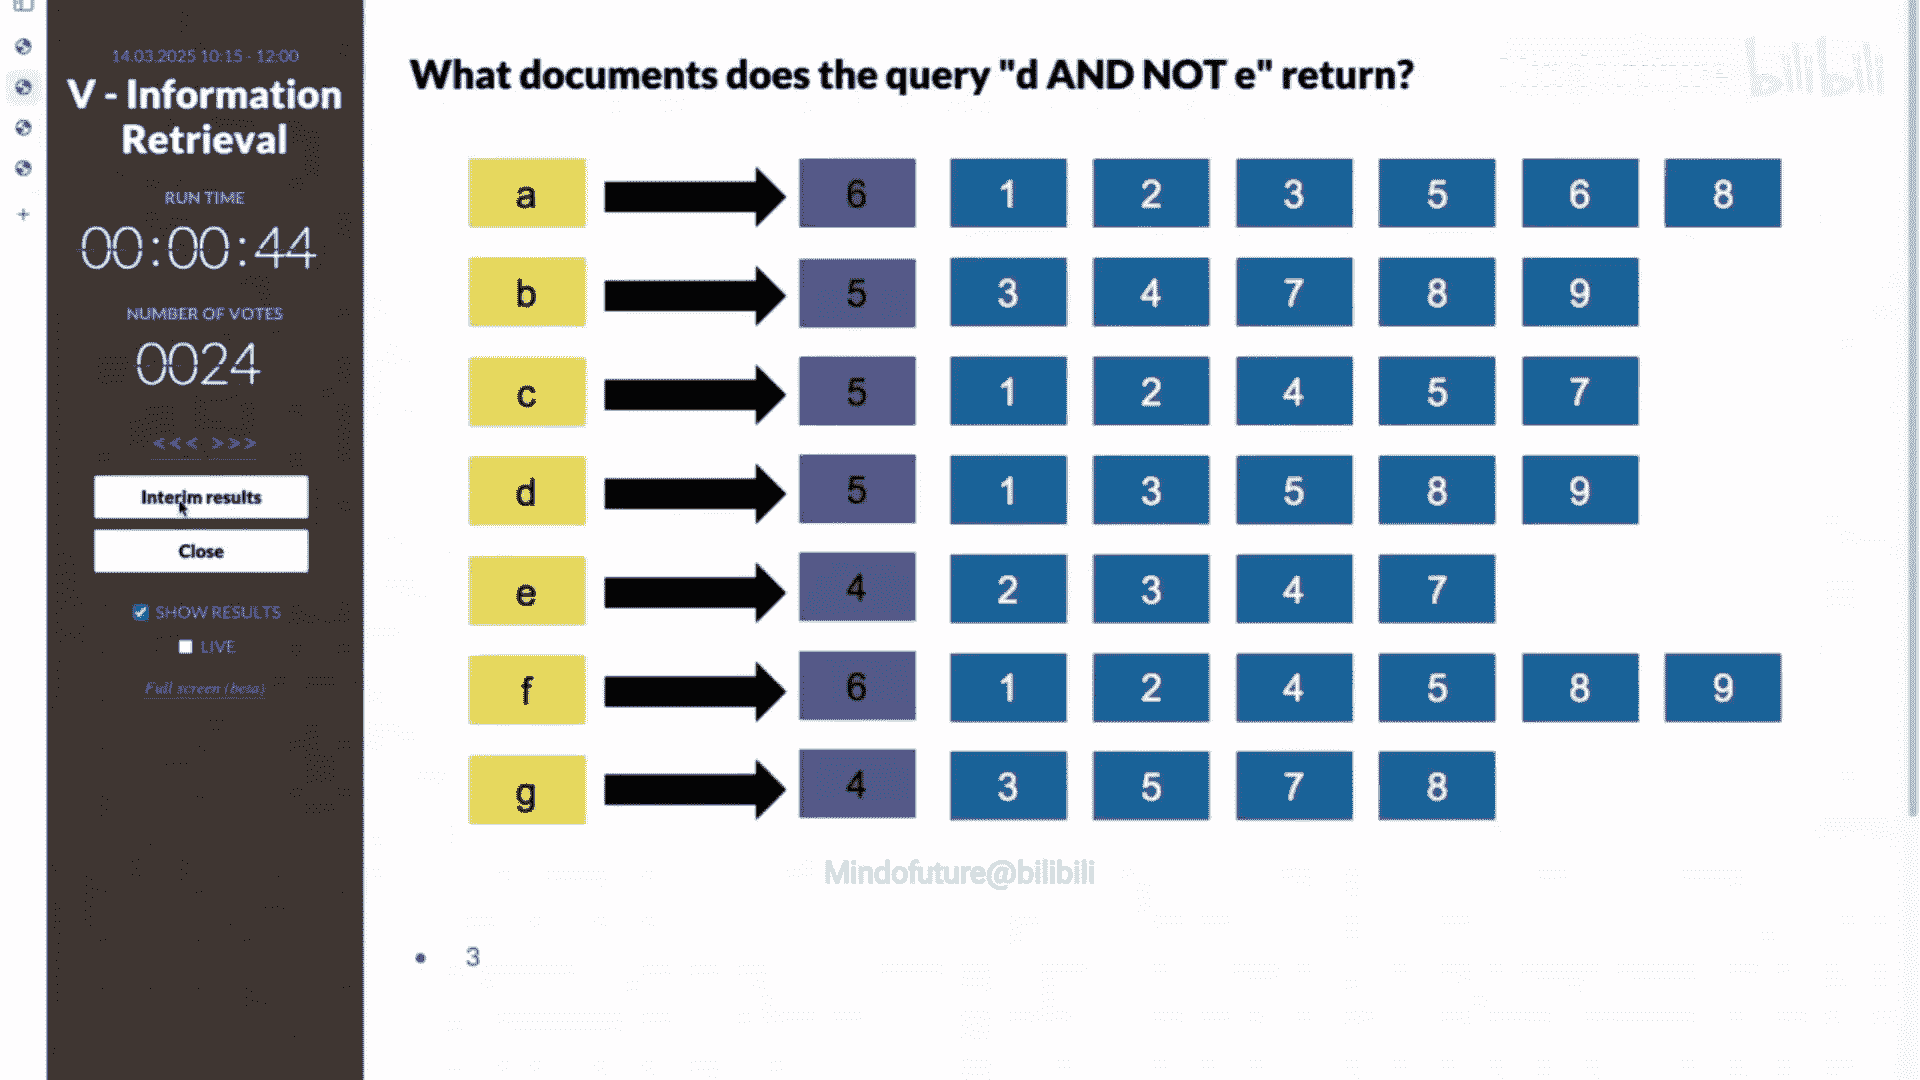 14.03.2025 10:15 - 12:00
V - Information
Retrieval
RUN TIME
00:00:44
NUMBER OF VOTES
0024
<<< >>>
Interim results
Close
SHOW RESULTS
LIVE
Full screen (beta)
What documents does the query "d AND NOT e" return?
bilibili
a 6 1 2 3 5 6 8
b 5 3 4 7 8 9
c 5 1 2 4 5 7
d 5 1 3 5 8 9
e 4 2 3 4 7
f 6 1 2 4 5 8 9
g 4 3 5 7 8
Mindofuture@bilibili
• 3